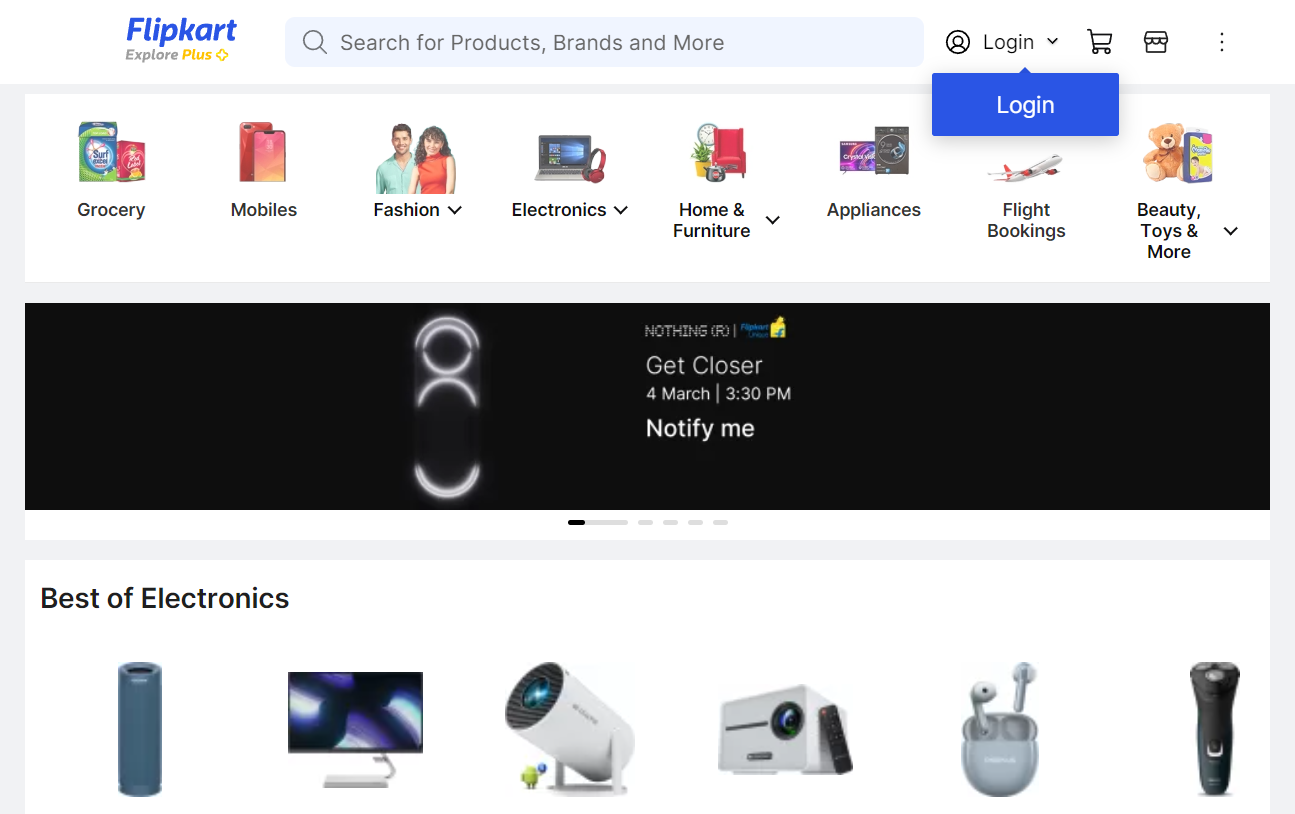 Flipkart
Explore Plus
Search for Products, Brands and More
Login
Login
Grocery
Mobiles
Fashion
Electronics
Home &
Furniture
Appliances
Flight
Bookings
Beauty,
Toys &
More
NOTHING (R) | Flipkart
Get Closer
4 March | 3:30 PM
Notify me
Best of Electronics